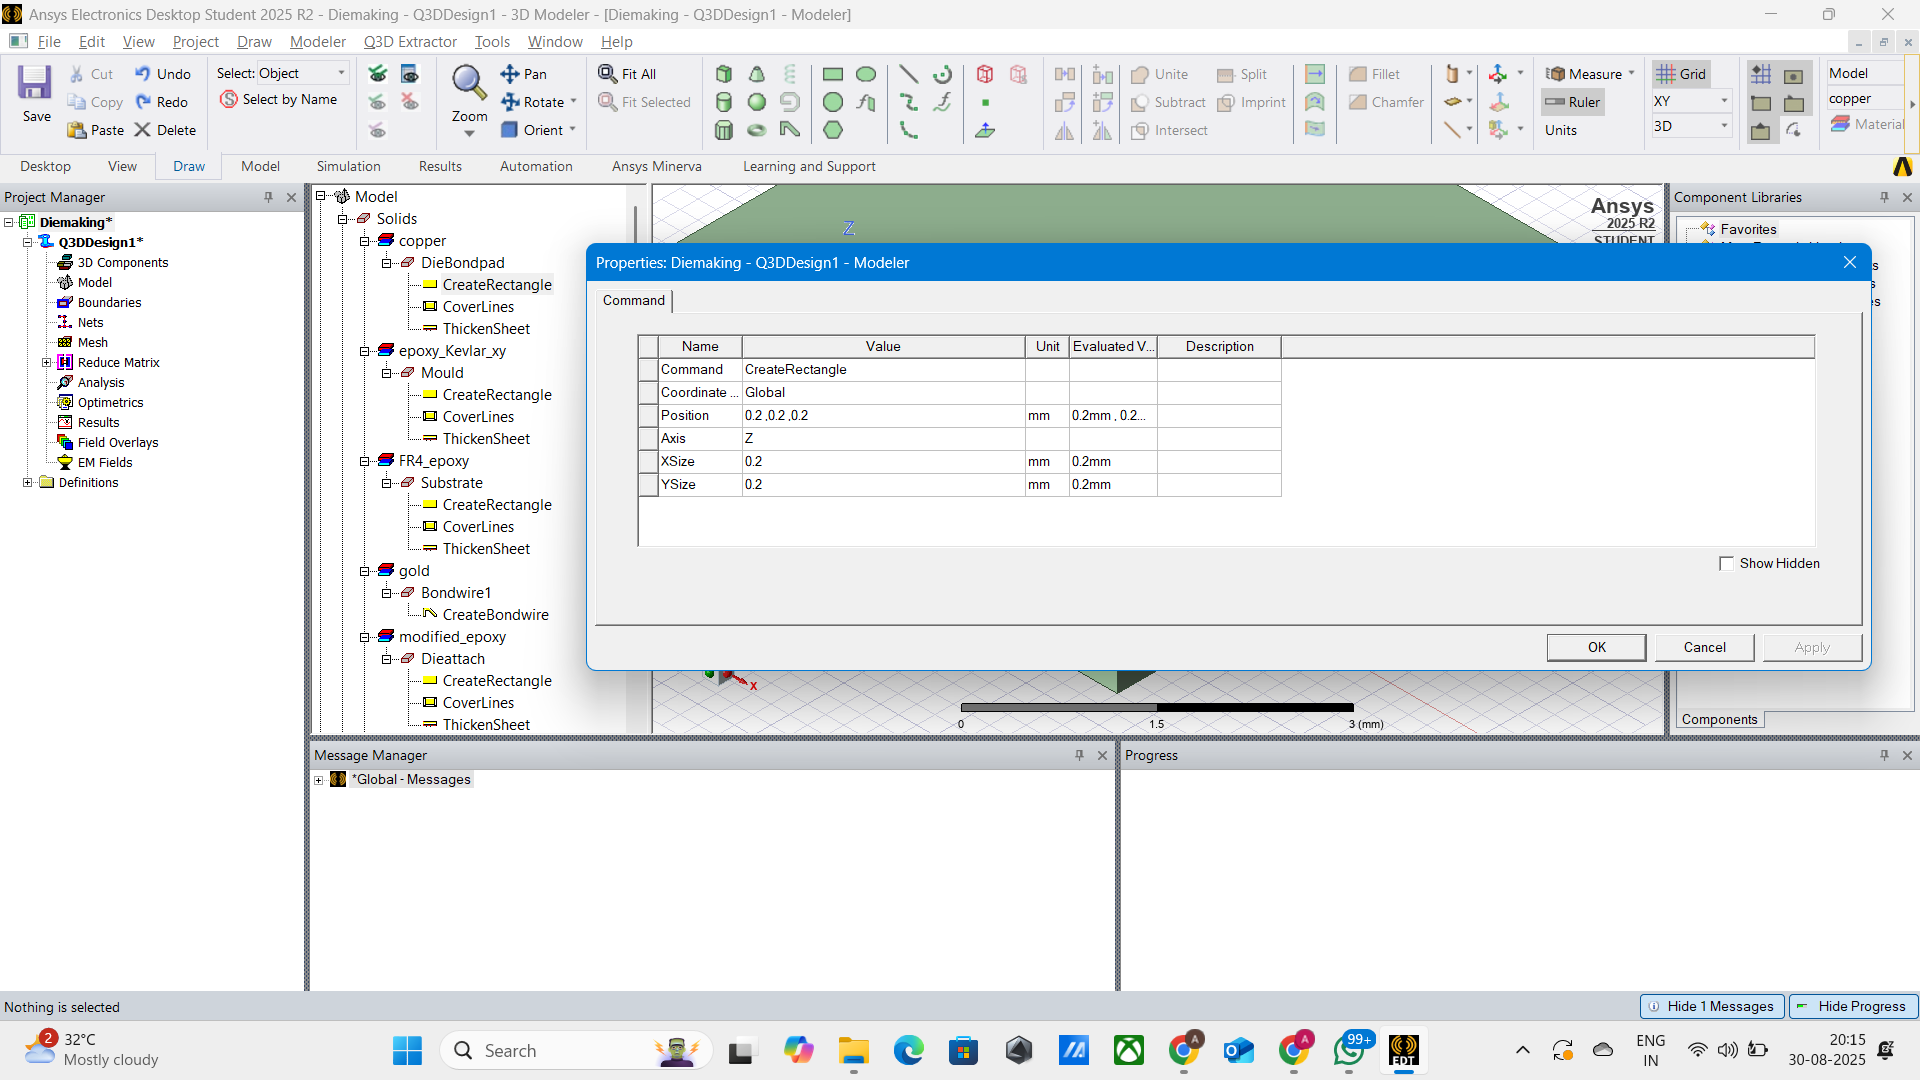 Ansys Electronics Desktop Student 2025 R2 - Diemaking - Q3DDesign1 - 3D Modeler - [Diemaking - Q3DDesign1 - Modeler]
File Edit View Project Draw Modeler Q3D Extractor Tools Window Help
Save
Cut
Copy
Paste
Undo
Redo
Delete
Select: Object
Select by Name
Zoom
Pan
Rotate
Orient
Fit All
Fit Selected
Unite
Subtract
Intersect
Split
Imprint
Fillet
Chamfer
Measure
Ruler
Units
Grid
XY
3D
Model
copper
Material
Desktop View Draw Model Simulation Results Automation Ansys Minerva Learning and Support
Project Manager
Diemaking*
Q3DDesign1*
3D Components
Model
Boundaries
Nets
Mesh
Reduce Matrix
Analysis
Optimetrics
Results
Field Overlays
EM Fields
Definitions
Model
Solids
copper
DieBondpad
CreateRectangle
CoverLines
ThickenSheet
epoxy_Kevlar_xy
Mould
CreateRectangle
CoverLines
ThickenSheet
FR4_epoxy
Substrate
CreateRectangle
CoverLines
ThickenSheet
gold
Bondwire1
CreateBondwire
modified_epoxy
Dieattach
CreateRectangle
CoverLines
ThickenSheet
Z
Ansys
2025 R2
STUDENT
Component Libraries
Favorites
Components
Properties: Diemaking - Q3DDesign1 - Modeler
Command
Name Value Unit Evaluated V... Description
Command CreateRectangle
Coordinate ... Global
Position 0.2 ,0.2 ,0.2 mm 0.2mm , 0.2...
Axis Z
XSize 0.2 mm 0.2mm
YSize 0.2 mm 0.2mm
Show Hidden
OK Cancel Apply
X
0 1.5 3 (mm)
Message Manager
*Global - Messages
Progress
Nothing is selected
Hide 1 Messages Hide Progress
2
32°C
Mostly cloudy
Search
A
A
99+
EDT
ENG
IN
20:15
30-08-2025